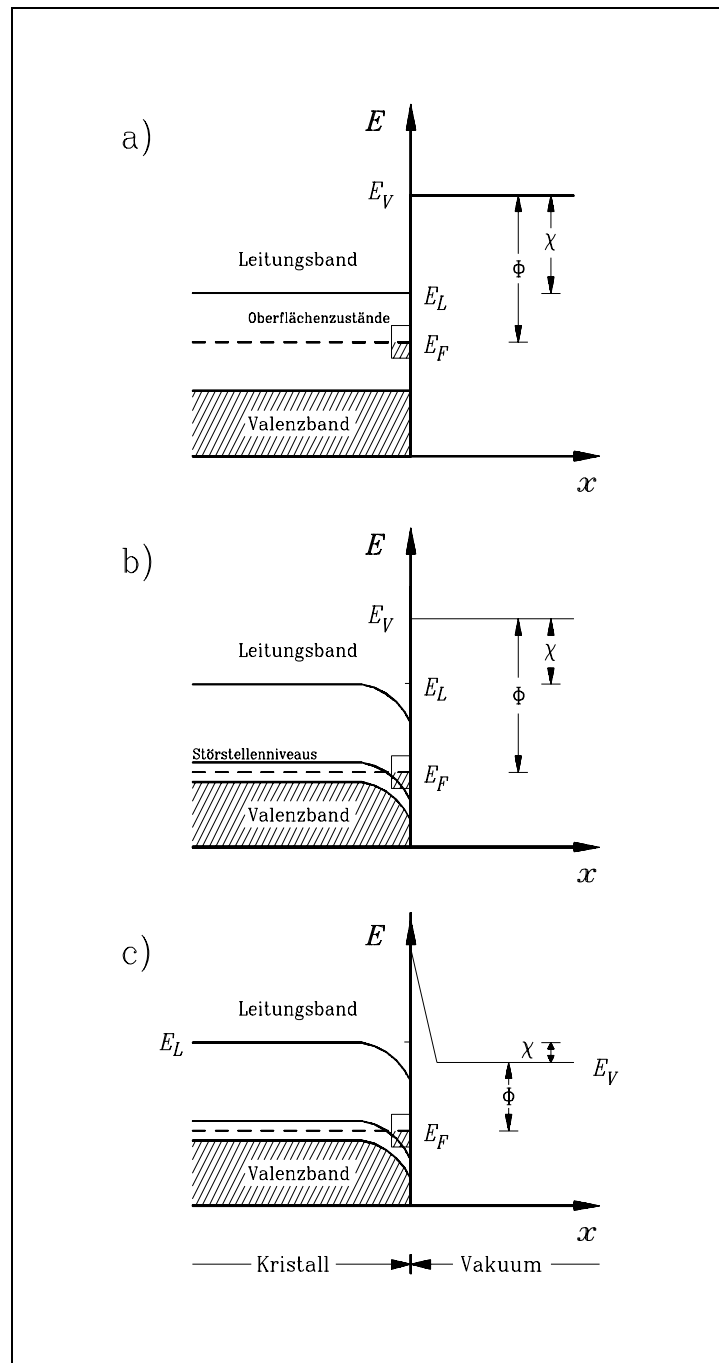 a)
E
E_V
Leitungsband
χ
Φ
E_L
Oberflächenzustände
E_F
Valenzband
x
b)
E
E_V
Leitungsband
χ
E_L
Φ
Störstellenniveaus
E_F
Valenzband
x
c)
E
Leitungsband
E_L
χ
E_V
Φ
E_F
Valenzband
x
Kristall
Vakuum